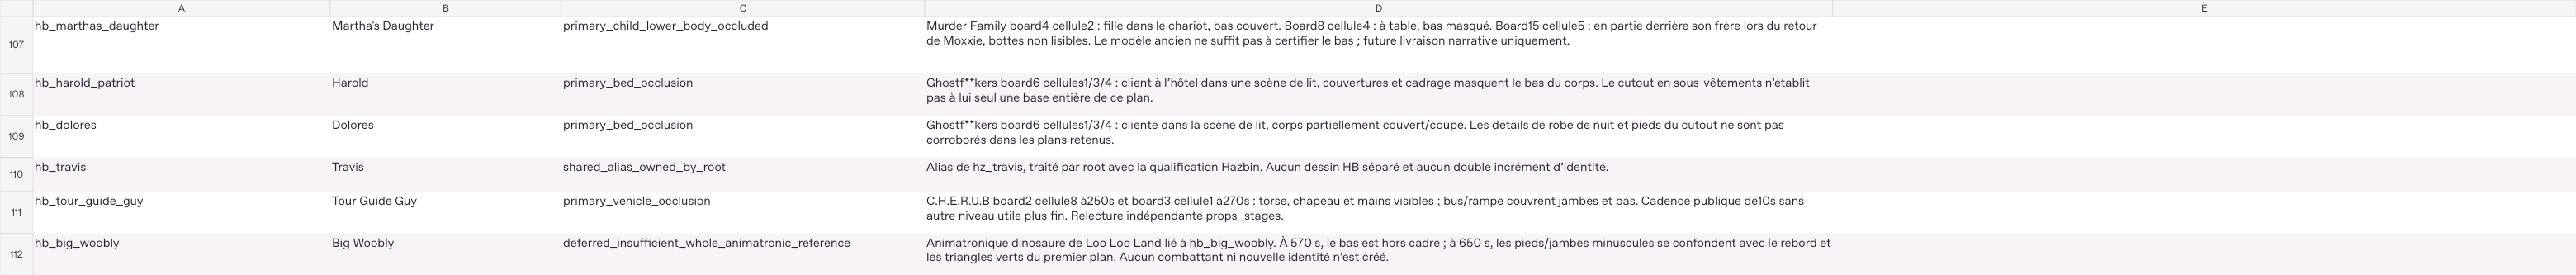 A B C D E
107 hb_marthas_daughter Martha's Daughter primary_child_lower_body_occluded Murder Family board4 cellule2 : fille dans le chariot, bas couvert. Board8 cellule4 : à table, bas masqué. Board15 cellule5 : en partie derrière son frère lors du retour
de Moxxie, bottes non lisibles. Le modèle ancien ne suffit pas à certifier le bas ; future livraison narrative uniquement.
108 hb_harold_patriot Harold primary_bed_occlusion Ghostf**kers board6 cellules1/3/4 : client à l’hôtel dans une scène de lit, couvertures et cadrage masquent le bas du corps. Le cutout en sous-vêtements n’établit
pas à lui seul une base entière de ce plan.
109 hb_dolores Dolores primary_bed_occlusion Ghostf**kers board6 cellules1/3/4 : cliente dans la scène de lit, corps partiellement couvert/coupé. Les détails de robe de nuit et pieds du cutout ne sont pas
corroborés dans les plans retenus.
110 hb_travis Travis shared_alias_owned_by_root Alias de hz_travis, traité par root avec la qualification Hazbin. Aucun dessin HB séparé et aucun double incrément d’identité.
111 hb_tour_guide_guy Tour Guide Guy primary_vehicle_occlusion C.H.E.R.U.B board2 cellule8 à250s et board3 cellule1 à270s : torse, chapeau et mains visibles ; bus/rampe couvrent jambes et bas. Cadence publique de10s sans
autre niveau utile plus fin. Relecture indépendante props_stages.
112 hb_big_woobly Big Woobly deferred_insufficient_whole_animatronic_reference Animatronique dinosaure de Loo Loo Land lié à hb_big_woobly. À 570 s, le bas est hors cadre ; à 650 s, les pieds/jambes minuscules se confondent avec le rebord et
les triangles verts du premier plan. Aucun combattant ni nouvelle identité n’est créé.